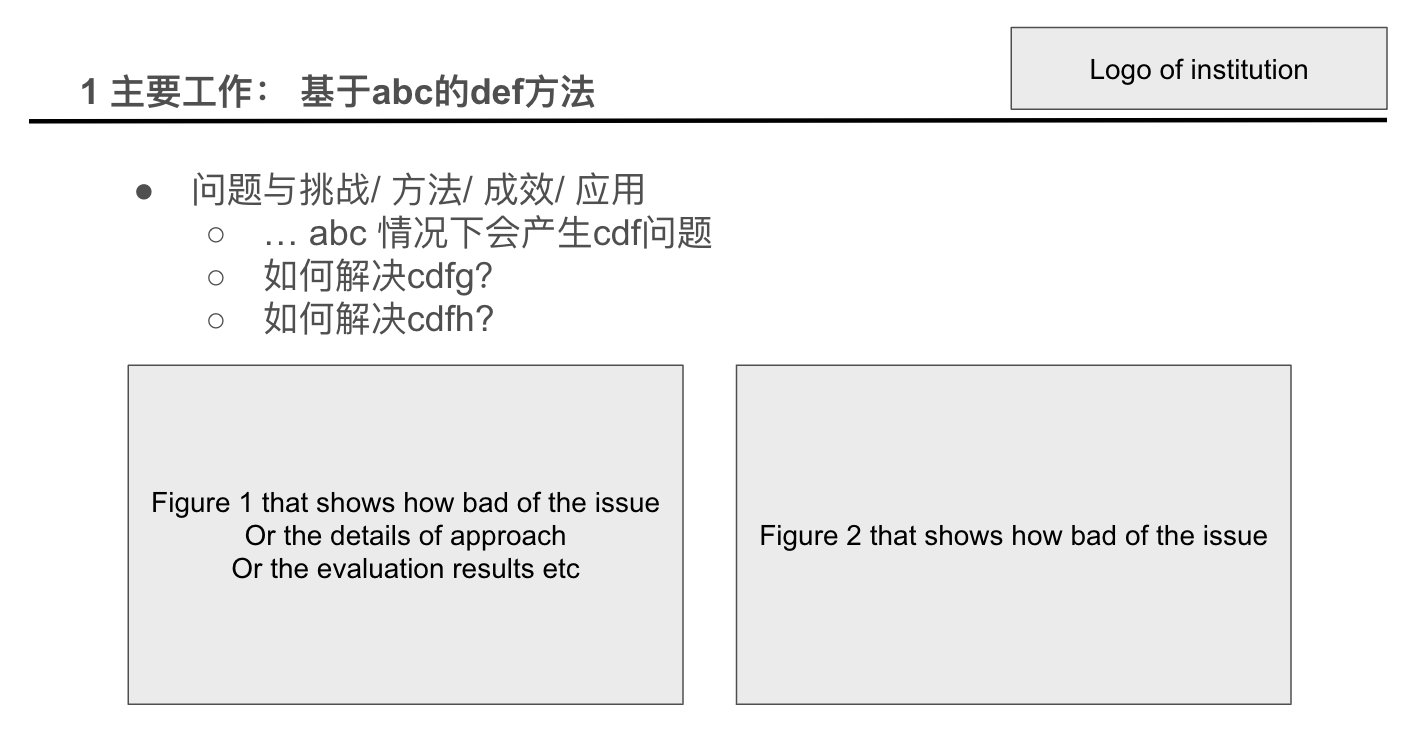 Logo of institution
1 主要工作： 基于abc的def方法
● 问题与挑战/ 方法/ 成效/ 应用
○ … abc 情况下会产生cdf问题
○ 如何解决cdfg?
○ 如何解决cdfh?
Figure 1 that shows how bad of the issue
Or the details of approach
Or the evaluation results etc
Figure 2 that shows how bad of the issue